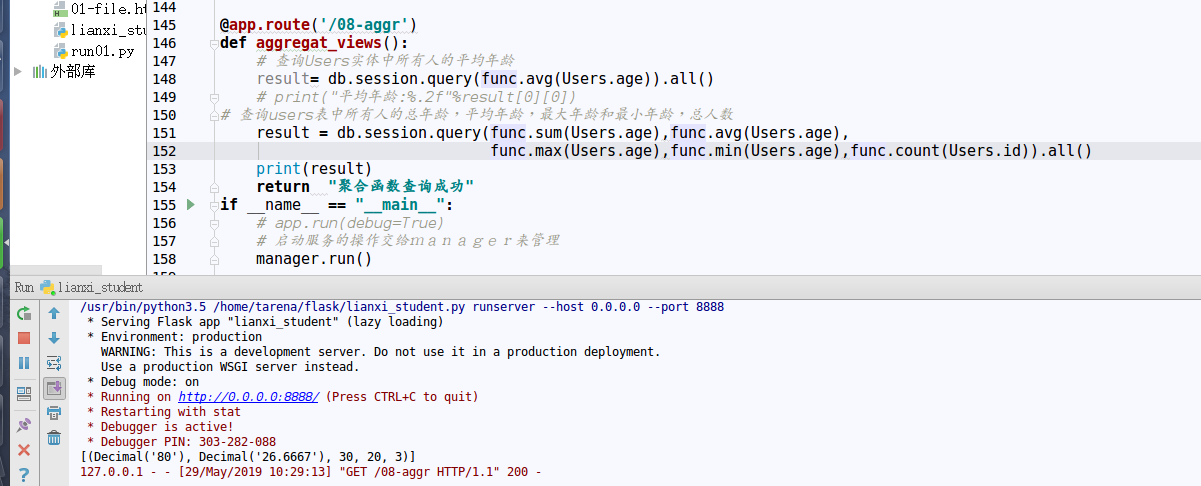 144
01-file.ht
145 @app.route('/08-aggr')
lianxi_stu
146 def aggregat_views():
run01.py
147 # 查询Users实体中所有人的平均年龄
外部库
148 result= db.session.query(func.avg(Users.age)).all()
149 # print("平均年龄:%.2f"%result[0][0])
150 # 查询users表中所有人的总年龄，平均年龄，最大年龄和最小年龄，总人数
151 result = db.session.query(func.sum(Users.age),func.avg(Users.age),
152 func.max(Users.age),func.min(Users.age),func.count(Users.id)).all()
153 print(result)
154 return "聚合函数查询成功"
155 if __name__ == "__main__":
156 # app.run(debug=True)
157 # 启动服务的操作交给ｍａｎａｇｅｒ来管理
158 manager.run()
Run lianxi_student
/usr/bin/python3.5 /home/tarena/flask/lianxi_student.py runserver --host 0.0.0.0 --port 8888
* Serving Flask app "lianxi_student" (lazy loading)
* Environment: production
WARNING: This is a development server. Do not use it in a production deployment.
Use a production WSGI server instead.
* Debug mode: on
* Running on http://0.0.0.0:8888/ (Press CTRL+C to quit)
* Restarting with stat
* Debugger is active!
* Debugger PIN: 303-282-088
[(Decimal('80'), Decimal('26.6667'), 30, 20, 3)]
127.0.0.1 - - [29/May/2019 10:29:13] "GET /08-aggr HTTP/1.1" 200 -